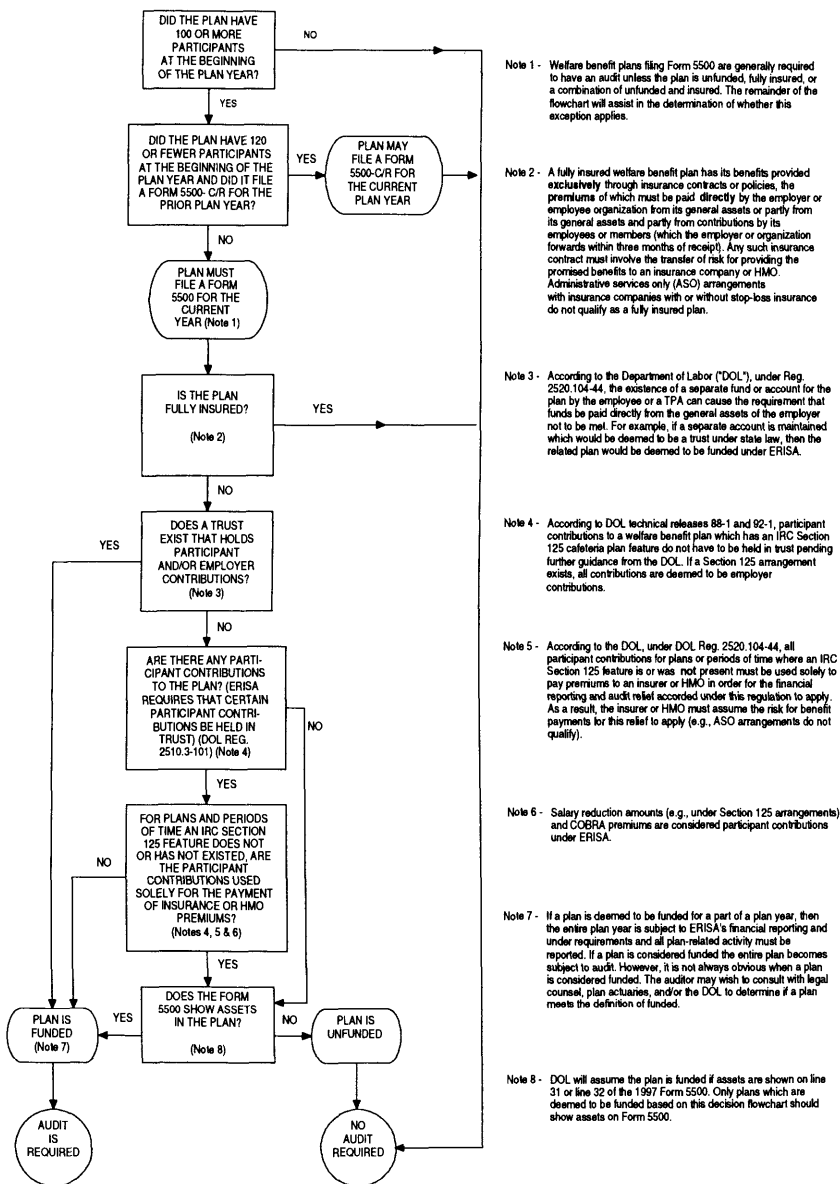 DID THE PLAN HAVE
100 OR MORE
PARTICIPANTS
AT THE BEGINNING
OF THE PLAN YEAR?
NO
YES
DID THE PLAN HAVE 120
OR FEWER PARTICIPANTS
AT THE BEGINNING OF THE
PLAN YEAR AND DID IT FILE
A FORM 5500- C/R FOR THE
PRIOR PLAN YEAR?
YES
PLAN MAY
FILE A FORM
5500-C/R FOR
THE CURRENT
PLAN YEAR
NO
PLAN MUST
FILE A FORM
5500 FOR THE
CURRENT
YEAR (Note 1)
IS THE PLAN
FULLY INSURED?
(Note 2)
YES
NO
DOES A TRUST
EXIST THAT HOLDS
PARTICIPANT
AND/OR EMPLOYER
CONTRIBUTIONS?
(Note 3)
YES
NO
ARE THERE ANY PARTI-
CIPANT CONTRIBUTIONS
TO THE PLAN? (ERISA
REQUIRES THAT CERTAIN
PARTICIPANT CONTRI-
BUTIONS BE HELD IN
TRUST) (DOL REG.
2510.3-101) (Note 4)
NO
YES
FOR PLANS AND PERIODS
OF TIME AN IRC SECTION
125 FEATURE DOES NOT
OR HAS NOT EXISTED, ARE
THE PARTICIPANT
CONTRIBUTIONS USED
SOLELY FOR THE PAYMENT
OF INSURANCE OR HMO
PREMIUMS?
(Notes 4, 5 & 6)
NO
YES
DOES THE FORM
5500 SHOW ASSETS
IN THE PLAN?
(Note 8)
YES
NO
PLAN IS
FUNDED
(Note 7)
PLAN IS
UNFUNDED
AUDIT
IS
REQUIRED
NO
AUDIT
REQUIRED
Note 1 - Welfare benefit plans filing Form 5500 are generally required
to have an audit unless the plan is unfunded, fully insured, or
a combination of unfunded and insured. The remainder of the
flowchart will assist in the determination of whether this
exception applies.
Note 2 - A fully insured welfare benefit plan has its benefits provided
exclusively through insurance contracts or policies, the
premiums of which must be paid directly by the employer or
employee organization from its general assets or partly from
its general assets and partly from contributions by its
employees or members (which the employer or organization
forwards within three months of receipt). Any such insurance
contract must involve the transfer of risk for providing the
promised benefits to an insurance company or HMO.
Administrative services only (ASO) arrangements
with insurance companies with or without stop-loss insurance
do not qualify as a fully insured plan.
Note 3 - According to the Department of Labor ("DOL"), under Reg.
2520.104-44, the existence of a separate fund or account for the
plan by the employee or a TPA can cause the requirement that
funds be paid directly from the general assets of the employer
not to be met. For example, if a separate account is maintained
which would be deemed to be a trust under state law, then the
related plan would be deemed to be funded under ERISA.
Note 4 - According to DOL technical releases 88-1 and 92-1, participant
contributions to a welfare benefit plan which has an IRC Section
125 cafeteria plan feature do not have to be held in trust pending
further guidance from the DOL. If a Section 125 arrangement
exists, all contributions are deemed to be employer
contributions.
Note 5 - According to the DOL, under DOL Reg. 2520.104-44, all
participant contributions for plans or periods of time where an IRC
Section 125 feature is or was not present must be used solely to
pay premiums to an insurer or HMO in order for the financial
reporting and audit relief accorded under this regulation to apply.
As a result, the insurer or HMO must assume the risk for benefit
payments for this relief to apply (e.g., ASO arrangements do not
qualify).
Note 6 - Salary reduction amounts (e.g., under Section 125 arrangements)
and COBRA premiums are considered participant contributions
under ERISA.
Note 7 - If a plan is deemed to be funded for a part of a plan year, then
the entire plan year is subject to ERISA's financial reporting and
under requirements and all plan-related activity must be
reported. If a plan is considered funded the entire plan becomes
subject to audit. However, it is not always obvious when a plan
is considered funded. The auditor may wish to consult with legal
counsel, plan actuaries, and/or the DOL to determine if a plan
meets the definition of funded.
Note 8 - DOL will assume the plan is funded if assets are shown on line
31 or line 32 of the 1997 Form 5500. Only plans which are
deemed to be funded based on this decision flowchart should
show assets on Form 5500.